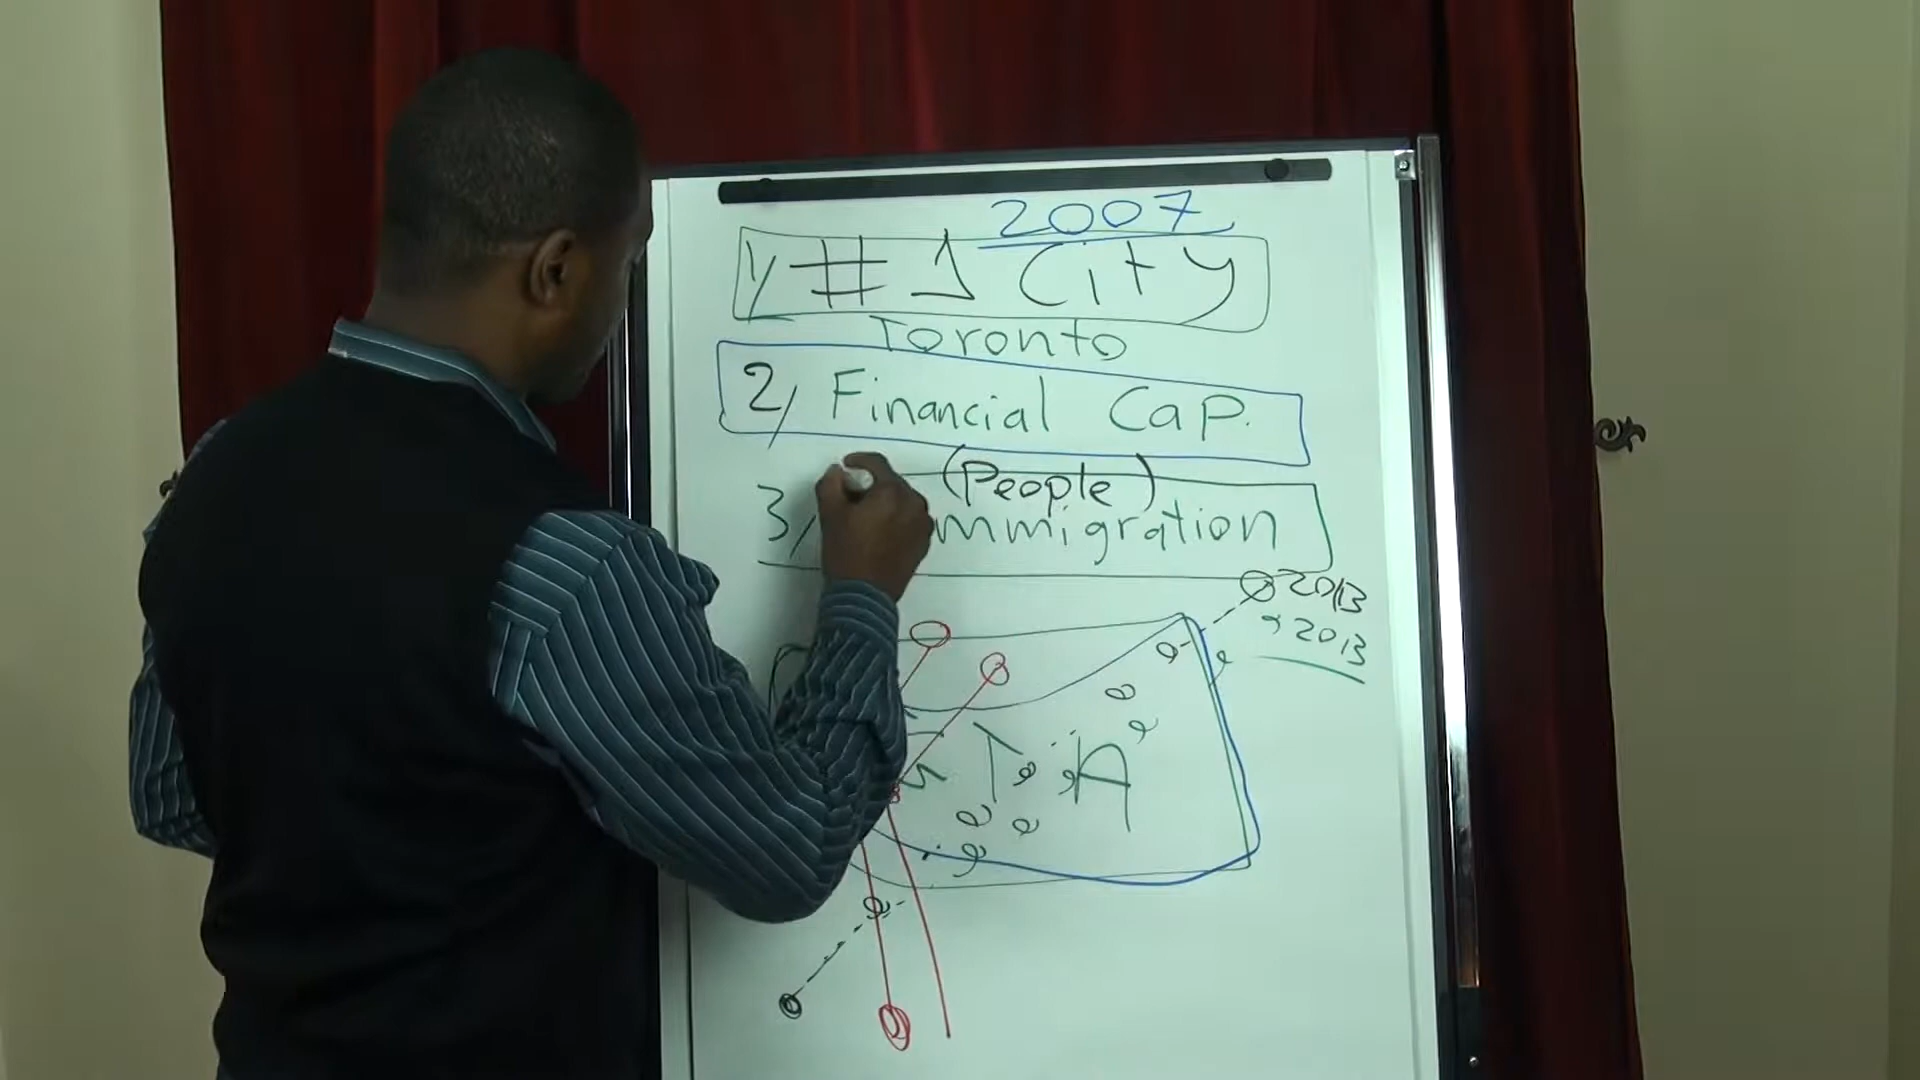 2007
1/ # 1 City
Toronto
2/ Financial Cap.
(People)
3/ Immigration
2013
2013
G T A